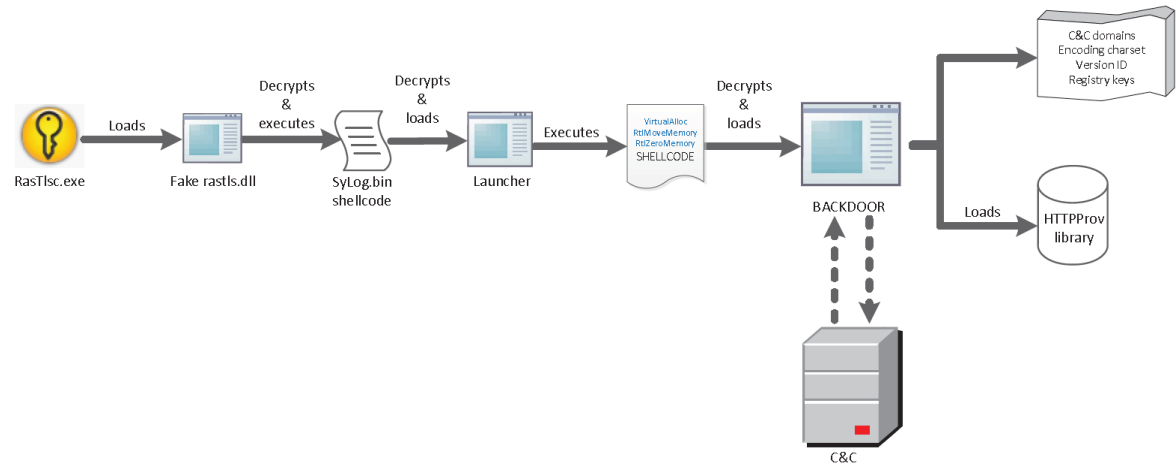 RasTlsc.exe
Loads
Fake rastls.dll
Decrypts
&
executes
SyLog.bin
shellcode
Decrypts
&
loads
Launcher
Executes
VirtualAlloc
RtlMoveMemory
RtlZeroMemory
SHELLCODE
Decrypts
&
loads
BACKDOOR
C&C domains
Encoding charset
Version ID
Registry keys
Loads
HTTPProv
library
C&C